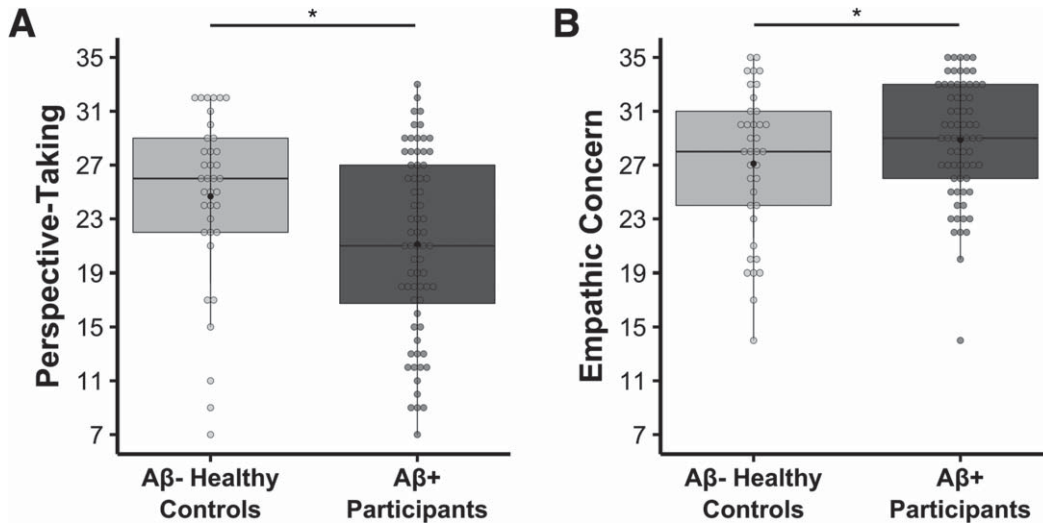 A
*
Perspective-Taking
35
31
27
23
19
15
11
7
Aβ- Healthy
Controls
Aβ+
Participants
B
*
Empathic Concern
35
31
27
23
19
15
11
7
Aβ- Healthy
Controls
Aβ+
Participants